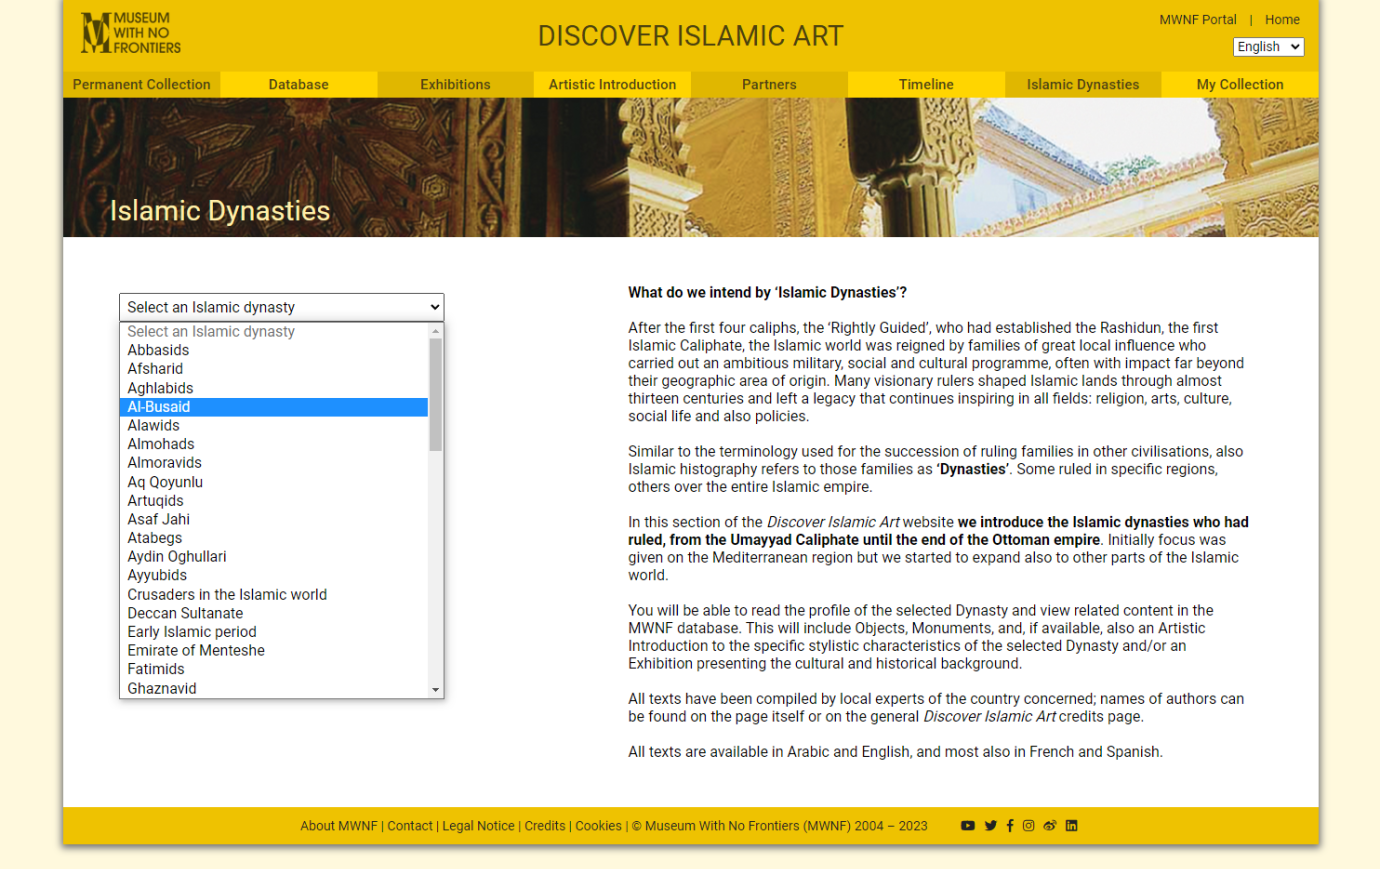 MUSEUM
WITH NO
FRONTIERS
DISCOVER ISLAMIC ART
MWNF Portal | Home
English
Permanent Collection Database Exhibitions Artistic Introduction Partners Timeline Islamic Dynasties My Collection
Islamic Dynasties
Select an Islamic dynasty
Select an Islamic dynasty
Abbasids
Afsharid
Aghlabids
Al-Busaid
Alawids
Almohads
Almoravids
Aq Qoyunlu
Artuqids
Asaf Jahi
Atabegs
Aydin Oghullari
Ayyubids
Crusaders in the Islamic world
Deccan Sultanate
Early Islamic period
Emirate of Menteshe
Fatimids
Ghaznavid
What do we intend by ‘Islamic Dynasties’?
After the first four caliphs, the ‘Rightly Guided’, who had established the Rashidun, the first
Islamic Caliphate, the Islamic world was reigned by families of great local influence who
carried out an ambitious military, social and cultural programme, often with impact far beyond
their geographic area of origin. Many visionary rulers shaped Islamic lands through almost
thirteen centuries and left a legacy that continues inspiring in all fields: religion, arts, culture,
social life and also policies.
Similar to the terminology used for the succession of ruling families in other civilisations, also
Islamic histography refers to those families as ‘Dynasties’. Some ruled in specific regions,
others over the entire Islamic empire.
In this section of the Discover Islamic Art website we introduce the Islamic dynasties who had
ruled, from the Umayyad Caliphate until the end of the Ottoman empire. Initially focus was
given on the Mediterranean region but we started to expand also to other parts of the Islamic
world.
You will be able to read the profile of the selected Dynasty and view related content in the
MWNF database. This will include Objects, Monuments, and, if available, also an Artistic
Introduction to the specific stylistic characteristics of the selected Dynasty and/or an
Exhibition presenting the cultural and historical background.
All texts have been compiled by local experts of the country concerned; names of authors can
be found on the page itself or on the general Discover Islamic Art credits page.
All texts are available in Arabic and English, and most also in French and Spanish.
About MWNF | Contact | Legal Notice | Credits | Cookies | © Museum With No Frontiers (MWNF) 2004 – 2023